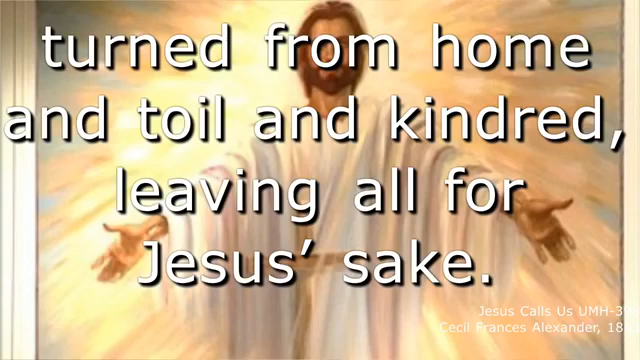 turned from home
and toil and kindred,
leaving all for
Jesus’ sake.
Jesus Calls Us UMH-3
Cecil Frances Alexander, 18